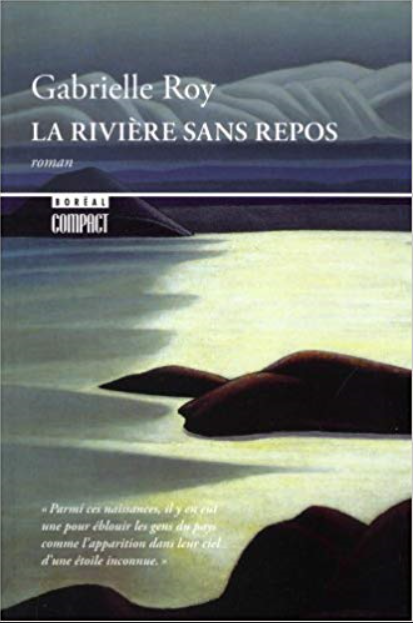 Gabrielle Roy
LA RIVIÈRE SANS REPOS
roman
BORÉAL
COMPACT
« Parmi ces naissances, il y en eut
une pour éblouir les gens du pays
comme l'apparition dans leur ciel
d'une étoile inconnue. »